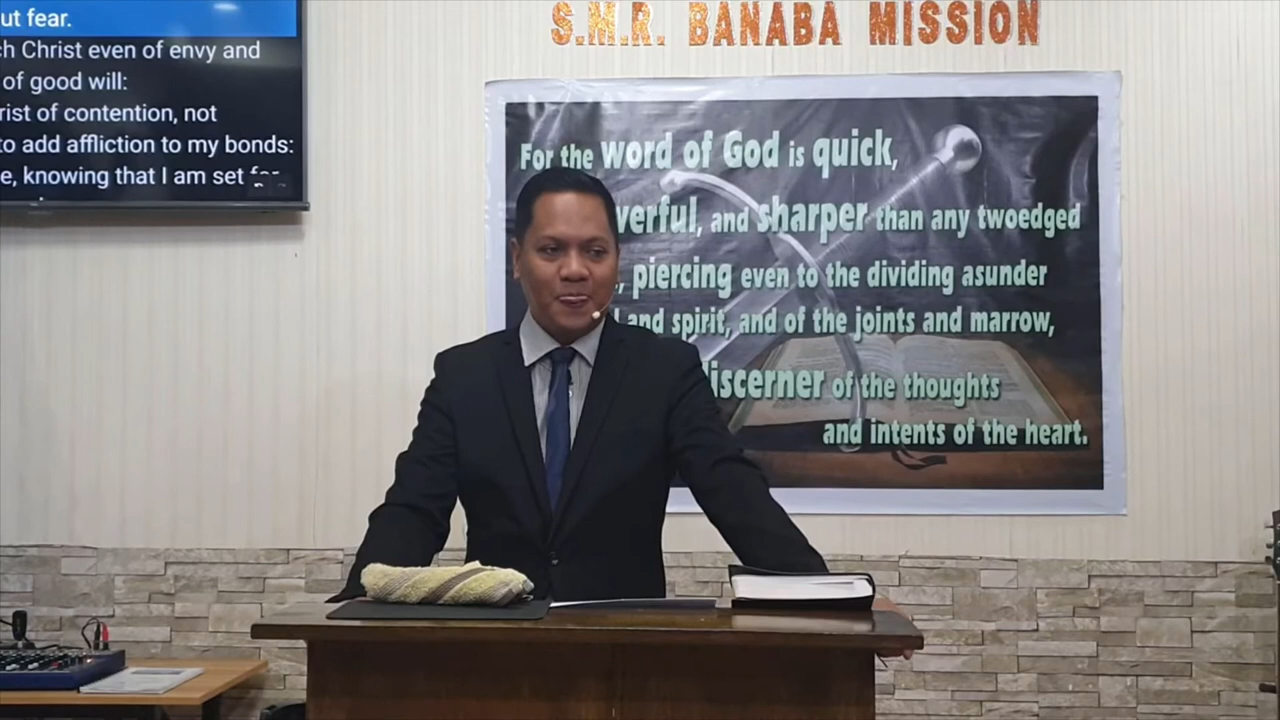 ut fear.
ch Christ even of envy and
of good will:
rist of contention, not
to add affliction to my bonds:
e, knowing that I am set for
S.M.R. BANABA MISSION
For the word of God is quick,
verful, and sharper than any twoedged
, piercing even to the dividing asunder
l and spirit, and of the joints and marrow,
discerner of the thoughts
and intents of the heart.